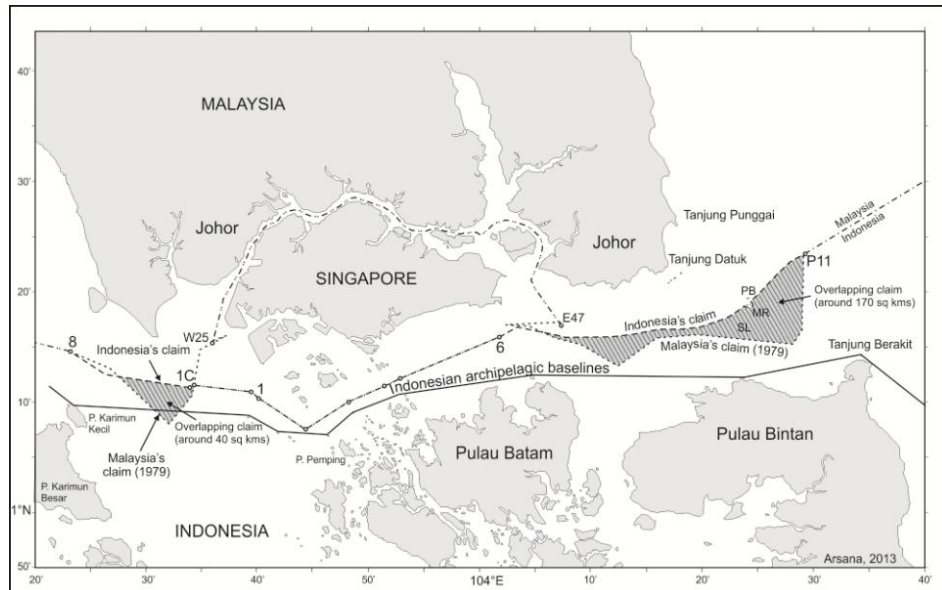 40'
MALAYSIA
30'
Tanjung Punggai
Malaysia
Indonesia
Johor
Johor
Tanjung Datuk
P11
SINGAPORE
20'
PB
Overlapping claim
(around 170 sq kms)
MR
E47
SL
W25
Indonesia's claim
8
6
Malaysia's claim (1979)
Indonesia's
claim
Tanjung Berakit
1C
1
Indonesian archipelagic baselines
10'
P. Karimun
Kecil
Overlapping claim
(around 40 sq kms)
Malaysia's
claim (1979)
P. Pemping
Pulau Batam
Pulau Bintan
P. Karimun
Besar
1°N
INDONESIA
50'
Arsana, 2013
20'
30'
40'
50'
104°E
10'
20'
30'
40'